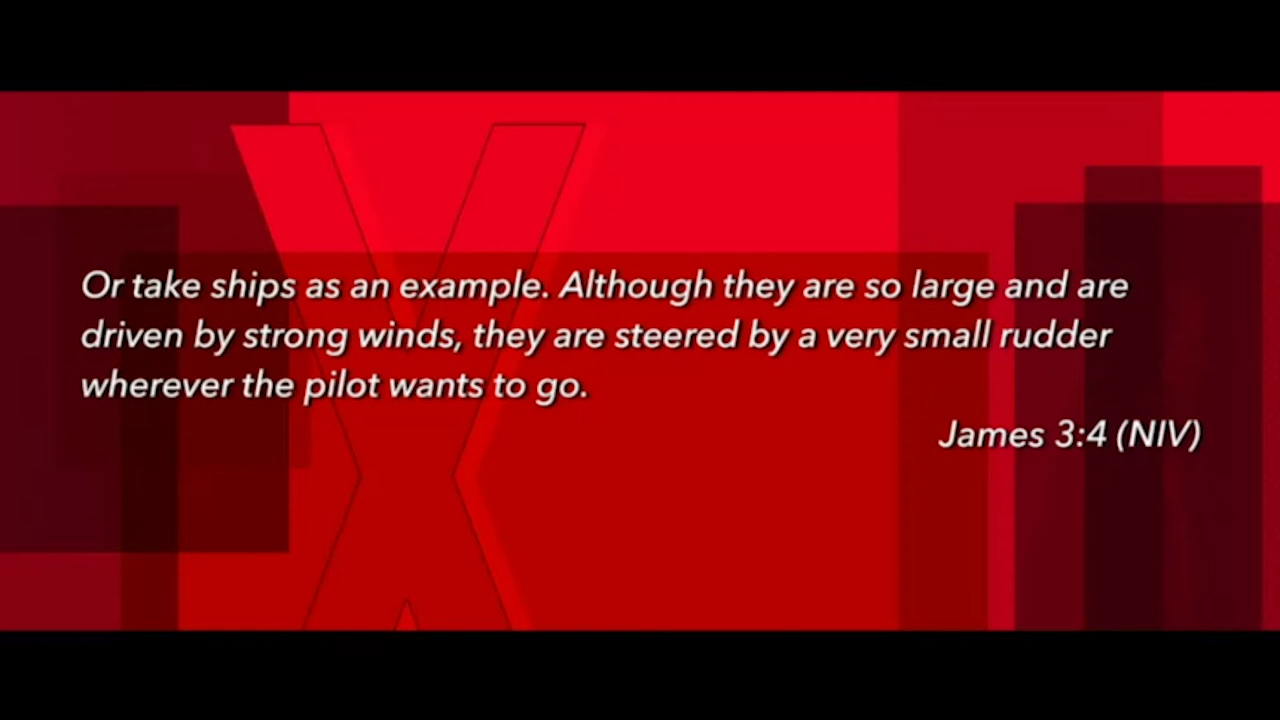 Or take ships as an example. Although they are so large and are
driven by strong winds, they are steered by a very small rudder
wherever the pilot wants to go.
James 3:4 (NIV)